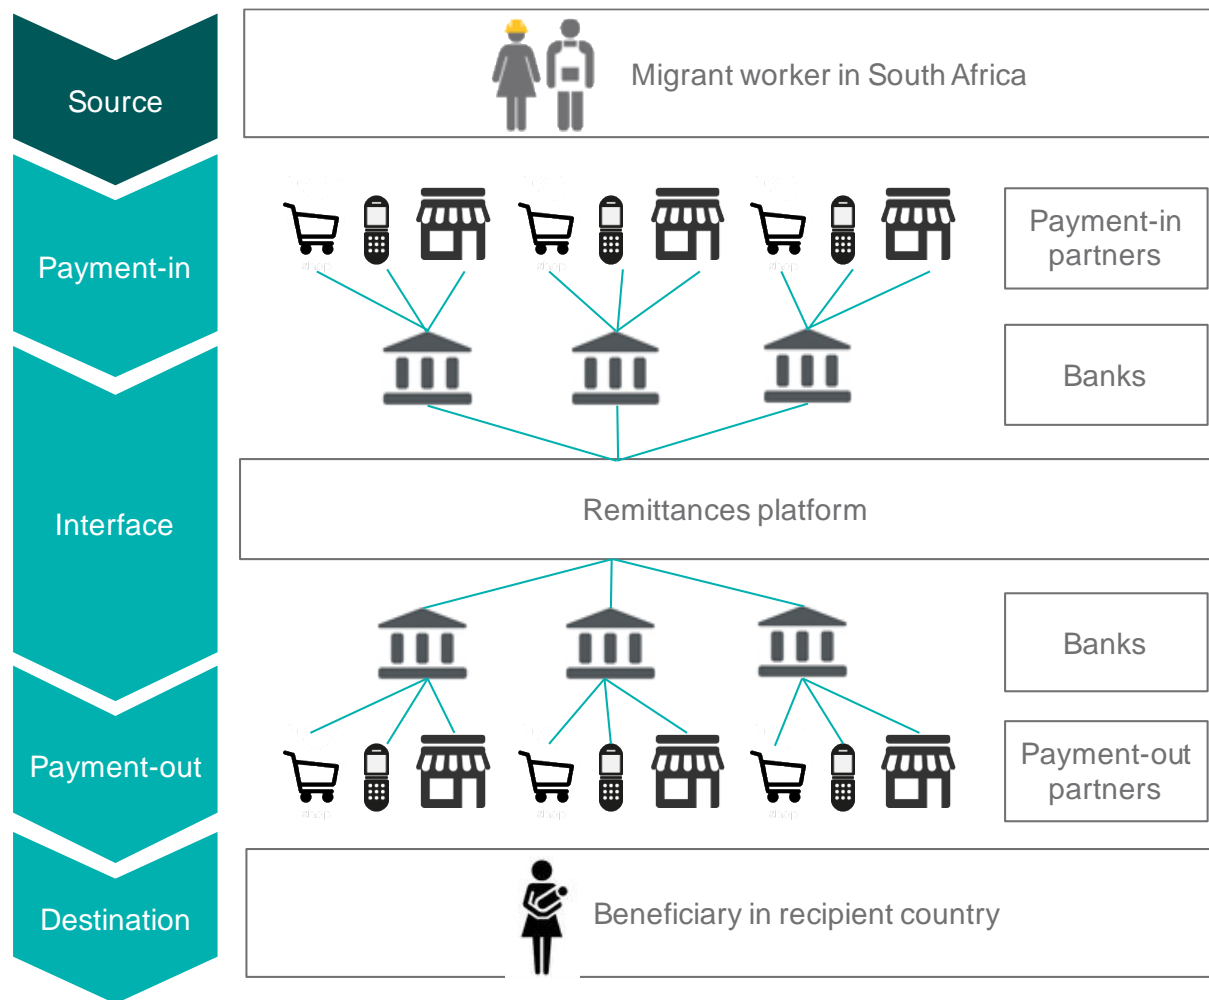 Source
Migrant worker in South Africa
Payment-in
Payment-in
partners
Banks
Interface
Remittances platform
Banks
Payment-out
Payment-out
partners
Destination
Beneficiary in recipient country